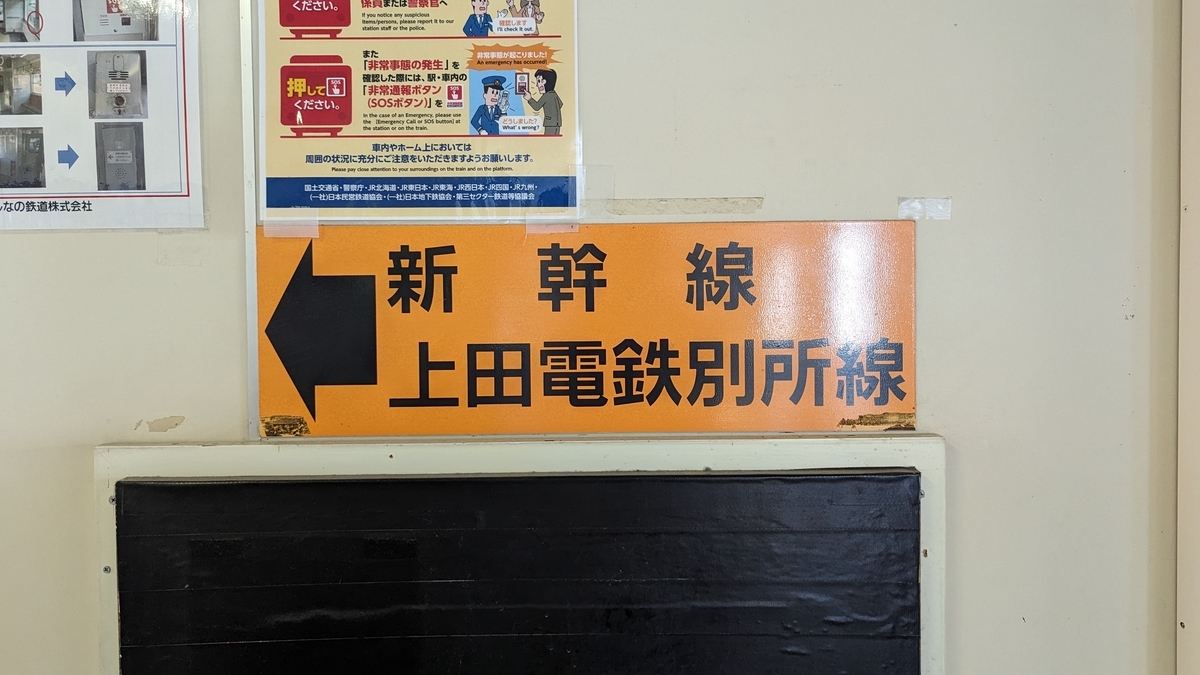 ください。
保員または警察官へ
If you notice any suspicious
items/persons, please report it to our
station staff or the police.
確認します
I'll check it out.
押して
ください。
SOS
また
「非常事態の発生」を
確認した際には、駅・車内の
「非常通報ボタン
(SOSボタン)」を
In the case of an Emergency, please use
the [Emergency Call or SOS button] at
the station or on the train.
非常事態が起こりました!
An emergency has occurred!
どうしました?
What's wrong?
車内やホーム上においては
周囲の状況に充分にご注意をいただきますようお願いします。
Please pay close attention to your surroundings on the train and on the platform.
国土交通省・警察庁・JR北海道・JR東日本・JR東海・JR西日本・JR四国・JR九州・
(一社)日本民営鉄道協会・(一社)日本地下鉄協会・第三セクター鉄道等協議会
なの鉄道株式会社
新幹線
上田電鉄別所線